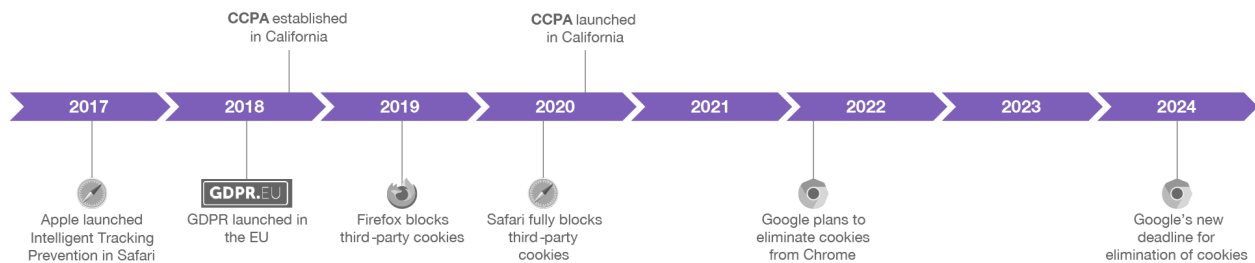 CCPA established
in California
CCPA launched
in California
2017
2018
2019
2020
2021
2022
2023
2024
GDPR.EU
Apple launched
Intelligent Tracking
Prevention in Safari
GDPR launched in
the EU
Firefox blocks
third-party cookies
Safari fully blocks
third-party
cookies
Google plans to
eliminate cookies
from Chrome
Google's new
deadline for
elimination of cookies